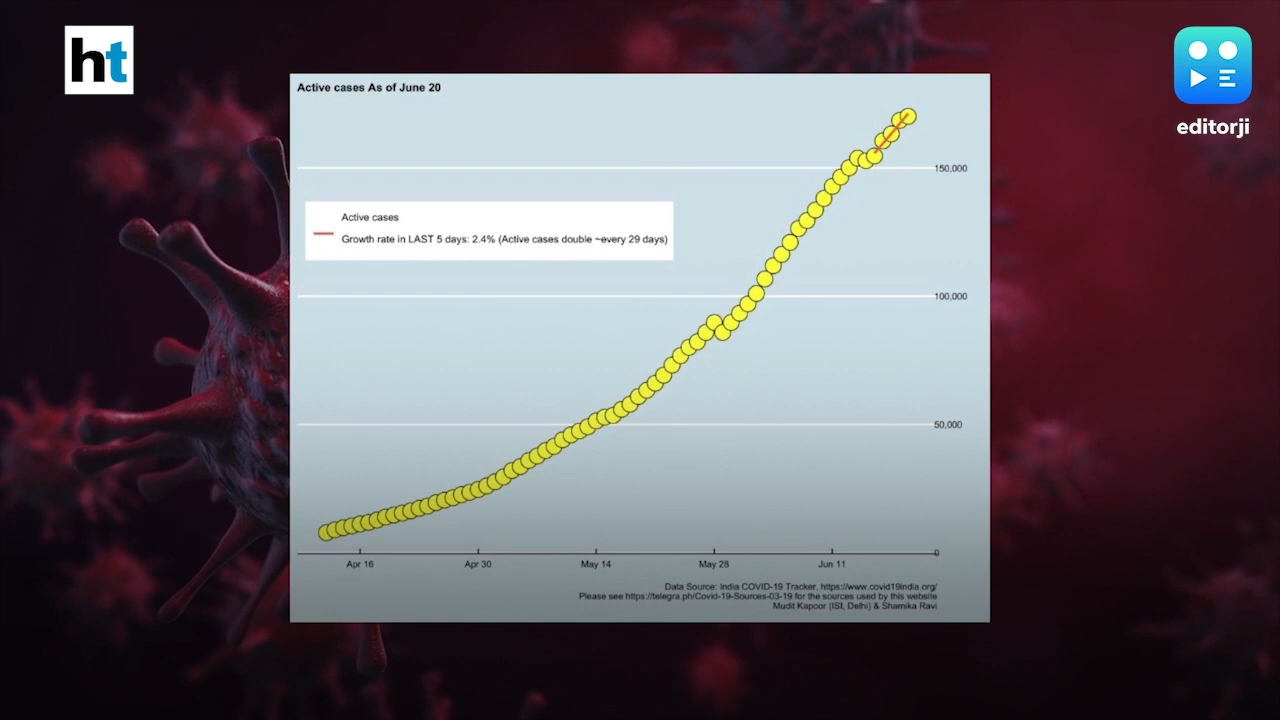 ht
editorji
Active cases As of June 20
150,000
Active cases
Growth rate in LAST 5 days: 2.4% (Active cases double ~every 29 days)
100,000
50,000
0
Apr 16
Apr 30
May 14
May 28
Jun 11
Data Source: India COVID-19 Tracker, https://www.covid19india.org/
Please see https://telegra.ph/Covid-19-Sources-03-19 for the sources used by this website
Mudit Kapoor (ISI, Delhi) & Shamika Ravi